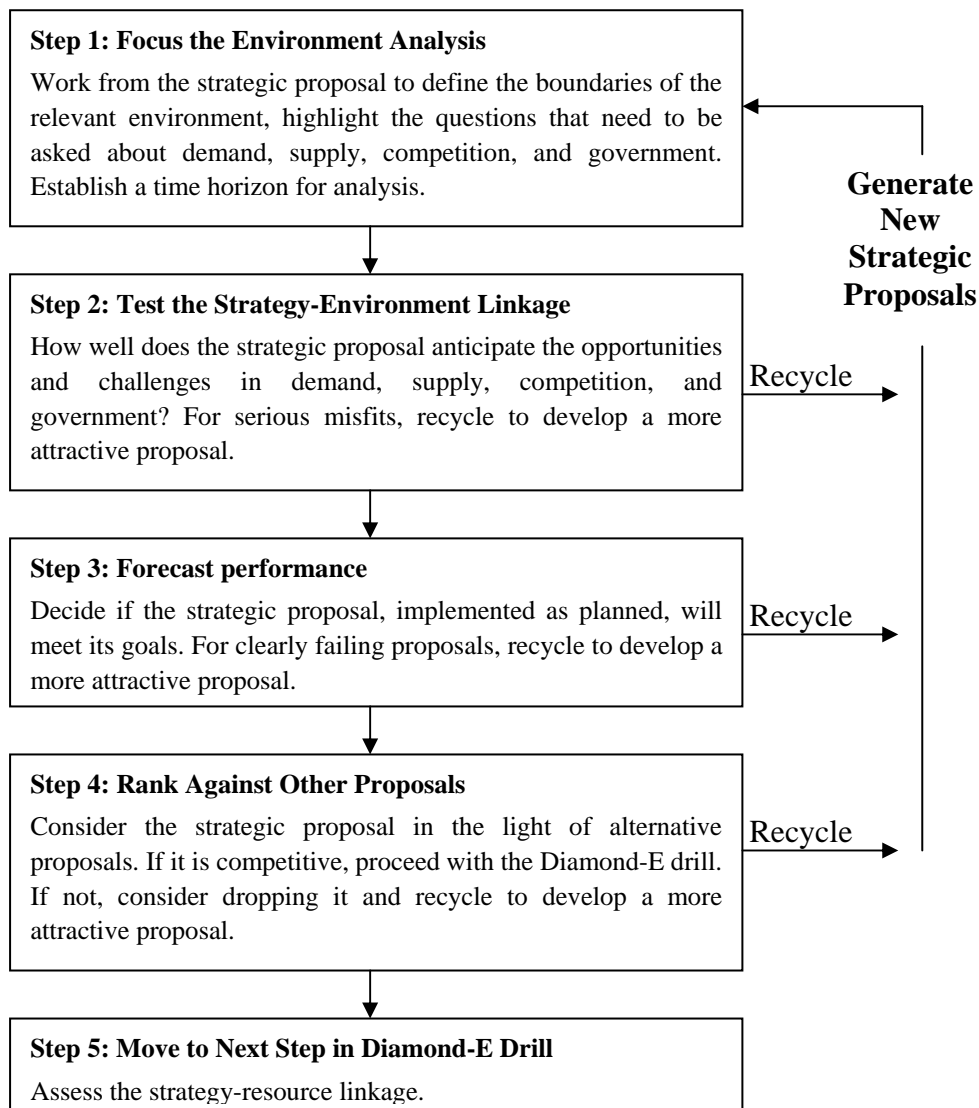 Step 1: Focus the Environment Analysis
Work from the strategic proposal to define the boundaries of the
relevant environment, highlight the questions that need to be
asked about demand, supply, competition, and government.
Establish a time horizon for analysis.
Generate
New
Strategic
Proposals
Step 2: Test the Strategy-Environment Linkage
How well does the strategic proposal anticipate the opportunities
and challenges in demand, supply, competition, and
government? For serious misfits, recycle to develop a more
attractive proposal.
Recycle
Step 3: Forecast performance
Decide if the strategic proposal, implemented as planned, will
meet its goals. For clearly failing proposals, recycle to develop a
more attractive proposal.
Recycle
Step 4: Rank Against Other Proposals
Consider the strategic proposal in the light of alternative
proposals. If it is competitive, proceed with the Diamond-E drill.
If not, consider dropping it and recycle to develop a more
attractive proposal.
Recycle
Step 5: Move to Next Step in Diamond-E Drill
Assess the strategy-resource linkage.